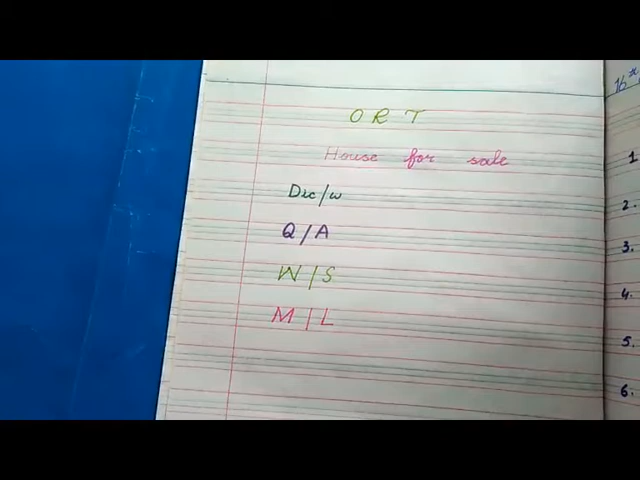 O R T
House for sale
Dic/w
Q/A
W/S
M/L
1
2.
3.
4.
5.
6.